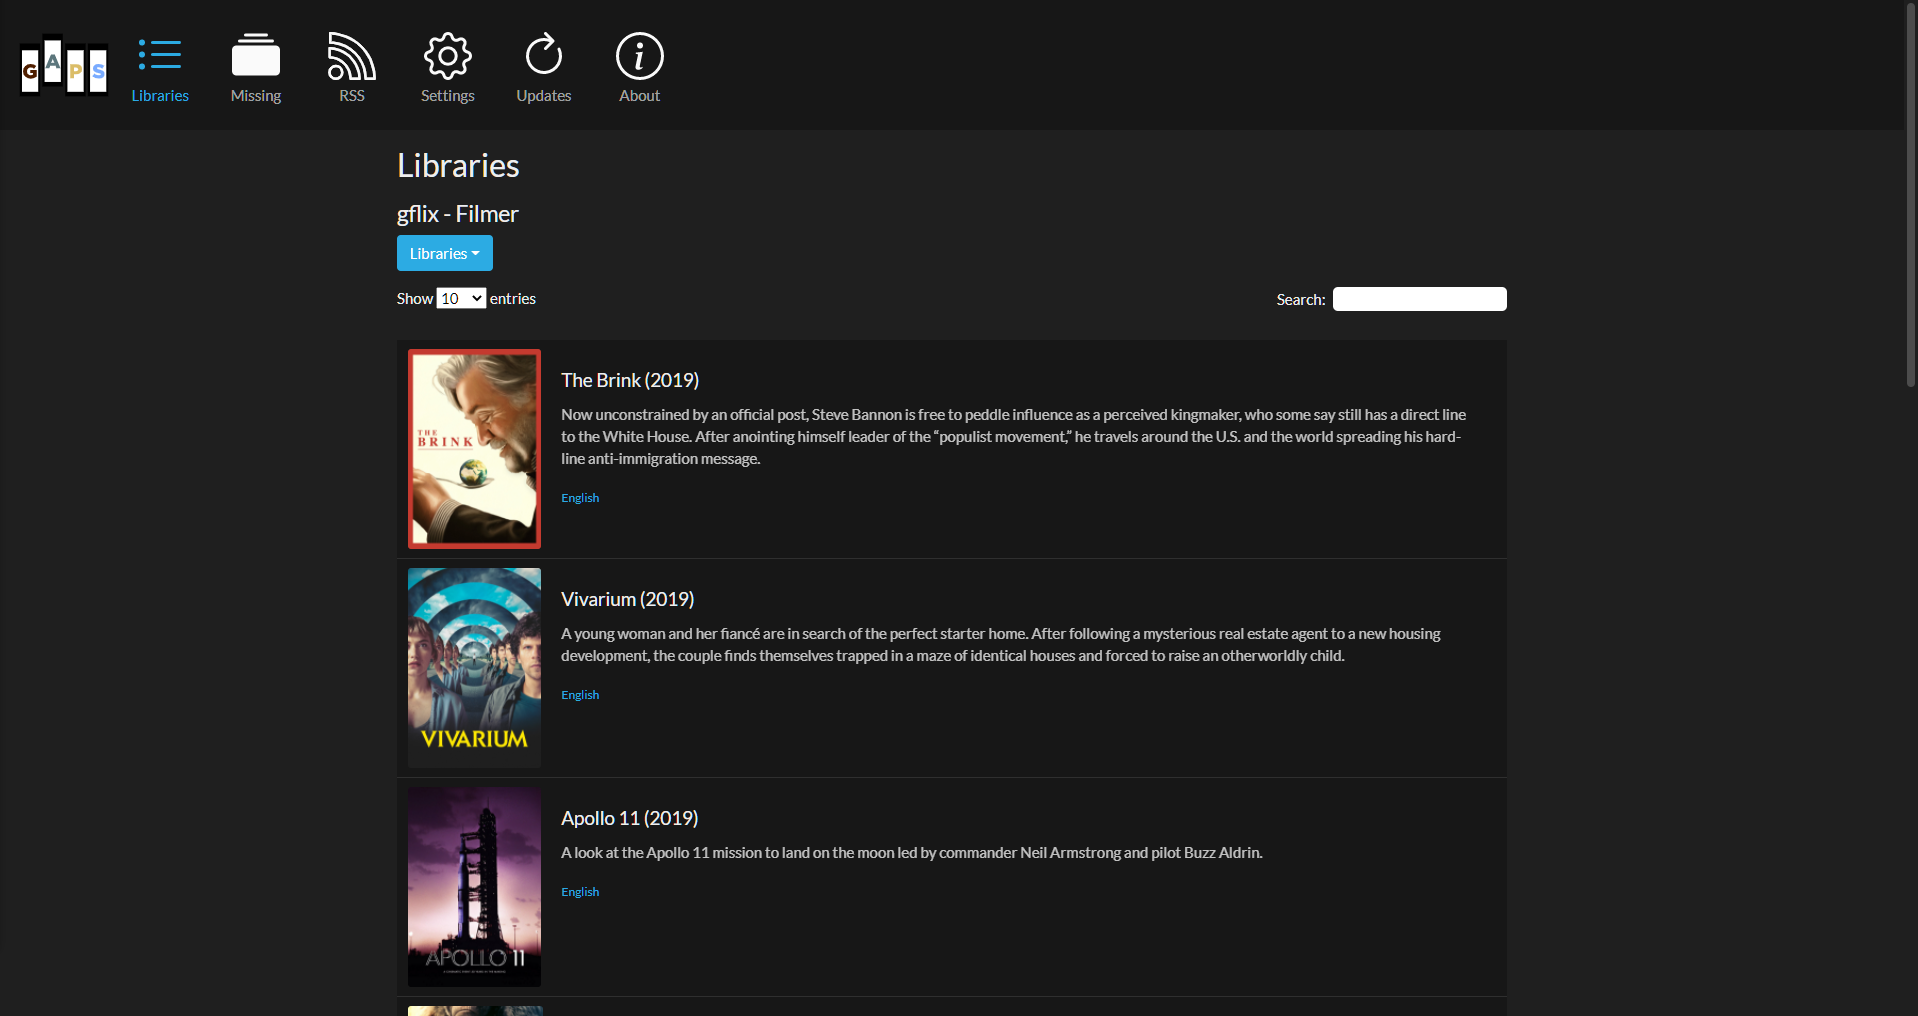 GAPS
Libraries
Missing
RSS
Settings
Updates
About
Libraries
gflix - Filmer
Libraries
Show 10 entries
Search:
THE
BRINK
The Brink (2019)
Now unconstrained by an official post, Steve Bannon is free to peddle influence as a perceived kingmaker, who some say still has a direct line
to the White House. After anointing himself leader of the “populist movement,” he travels around the U.S. and the world spreading his hard-
line anti-immigration message.
English
VIVARIUM
Vivarium (2019)
A young woman and her fiancé are in search of the perfect starter home. After following a mysterious real estate agent to a new housing
development, the couple finds themselves trapped in a maze of identical houses and forced to raise an otherworldly child.
English
APOLLO 11
Apollo 11 (2019)
A look at the Apollo 11 mission to land on the moon led by commander Neil Armstrong and pilot Buzz Aldrin.
English